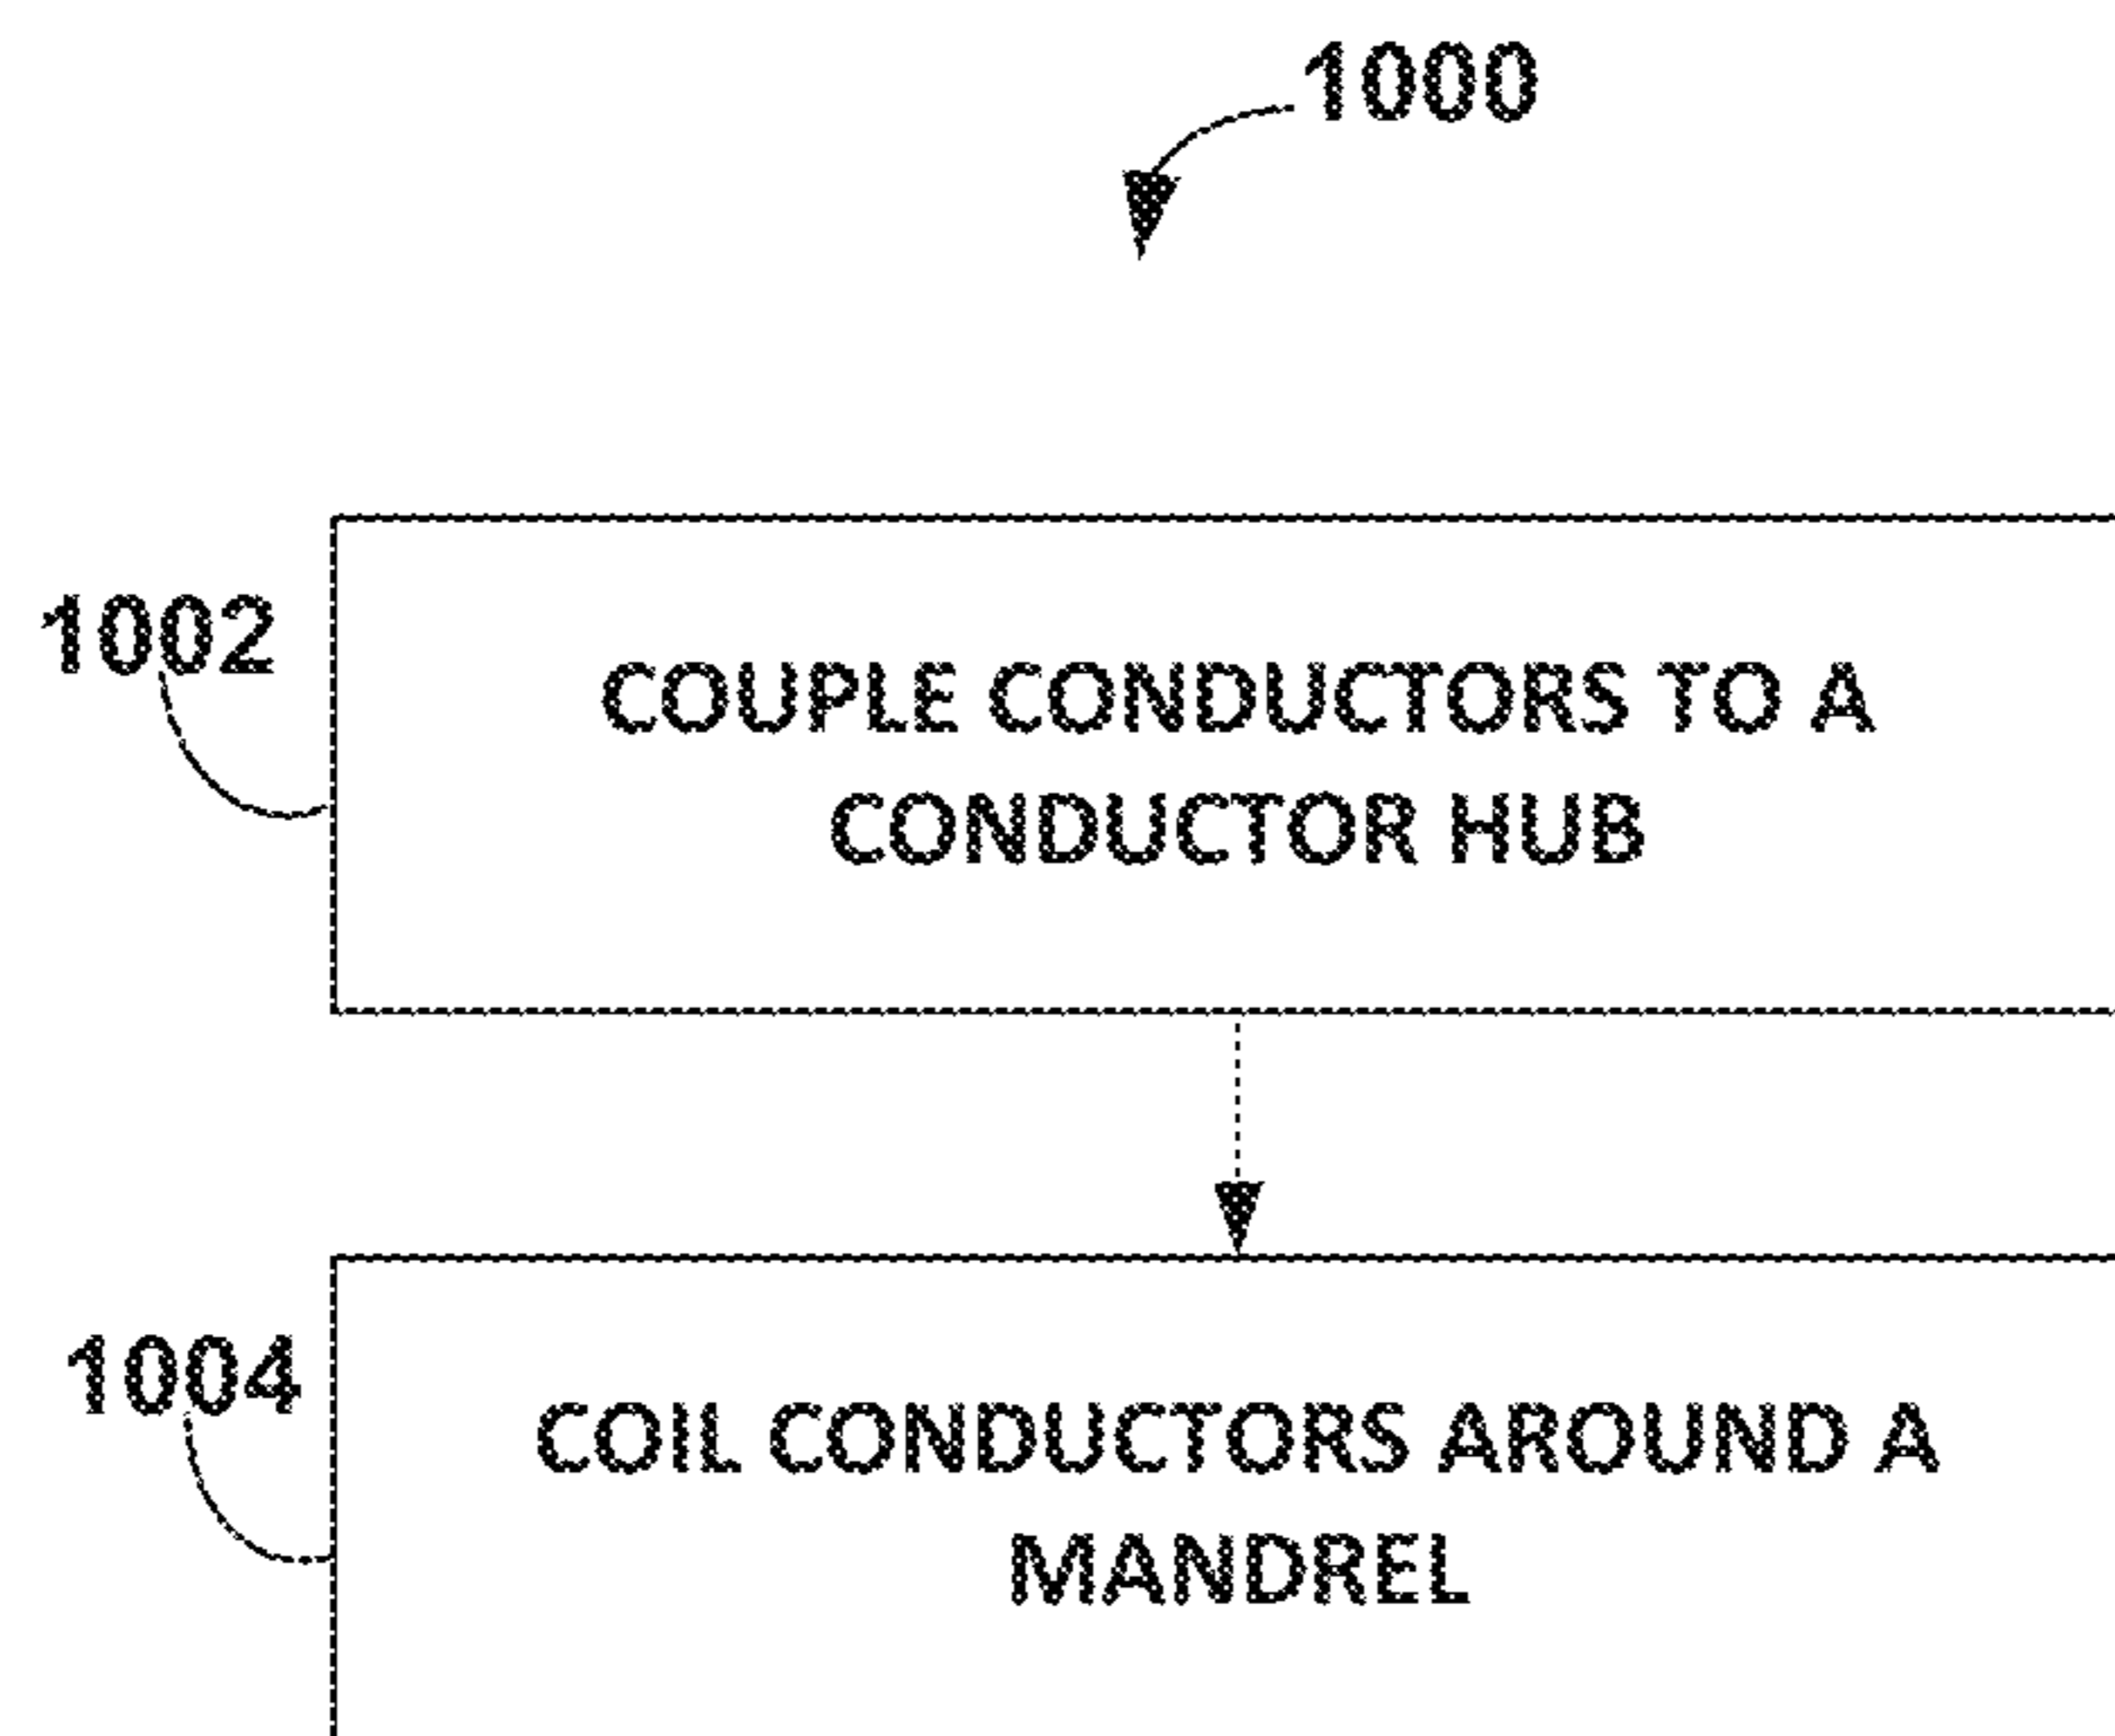 1000
1002
COUPLE CONDUCTORS TO A
CONDUCTOR HUB
1004
COIL CONDUCTORS AROUND A
MANDREL